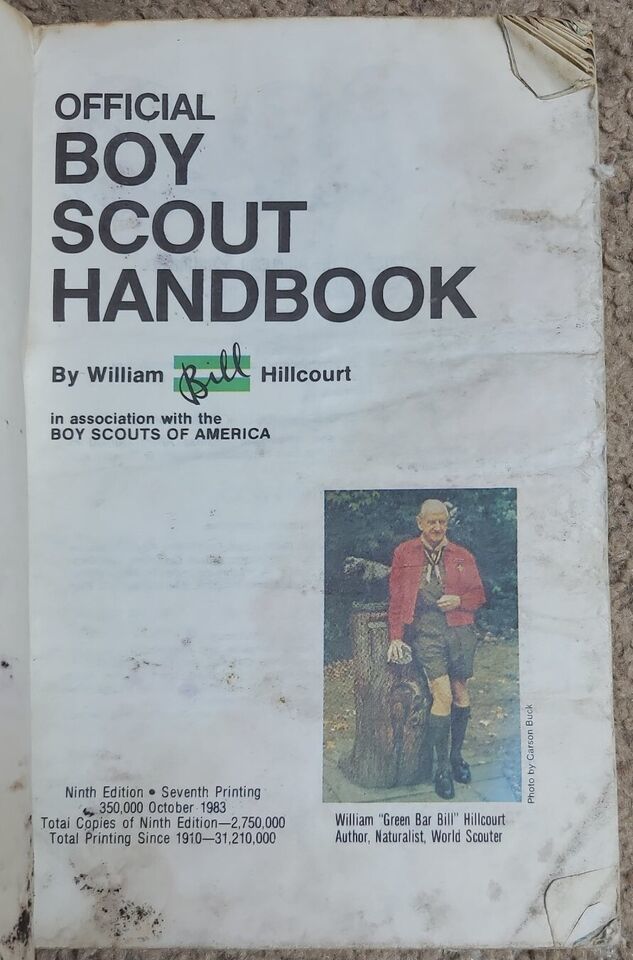 OFFICIAL
BOY
SCOUT
HANDBOOK
By William Bill Hillcourt
in association with the
BOY SCOUTS OF AMERICA
Photo by Carson Buck
Ninth Edition • Seventh Printing
350,000 October 1983
Total Copies of Ninth Edition—2,750,000
Total Printing Since 1910—31,210,000
William "Green Bar Bill" Hillcourt
Author, Naturalist, World Scouter